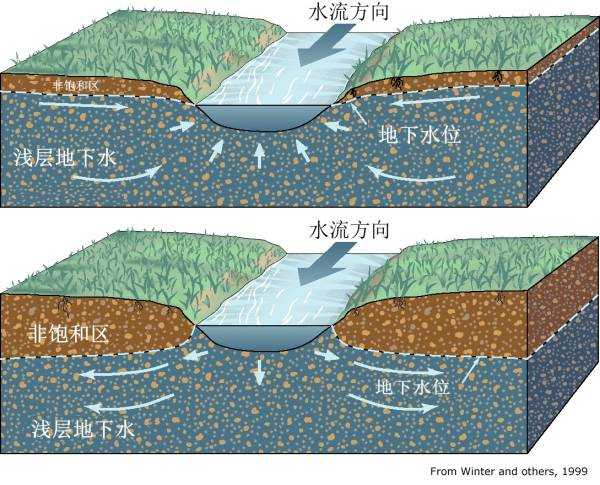 水流方向
非饱和区
地下水位
浅层地下水
水流方向
非饱和区
地下水位
浅层地下水
From Winter and others, 1999